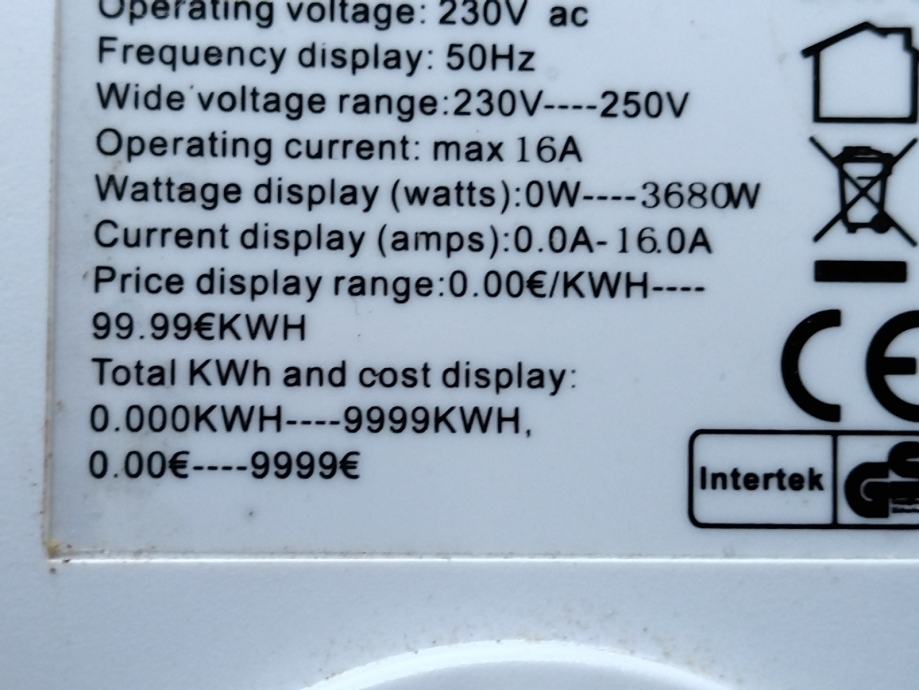 Operating voltage: 230V ac
Frequency display: 50Hz
Wide voltage range:230V----250V
Operating current: max 16A
Wattage display (watts):0W----3680W
Current display (amps):0.0A-16.0A
Price display range:0.00€/KWH----
99.99€KWH
Total KWh and cost display:
0.000KWH----9999KWH,
0.00€----9999€
CE
Intertek